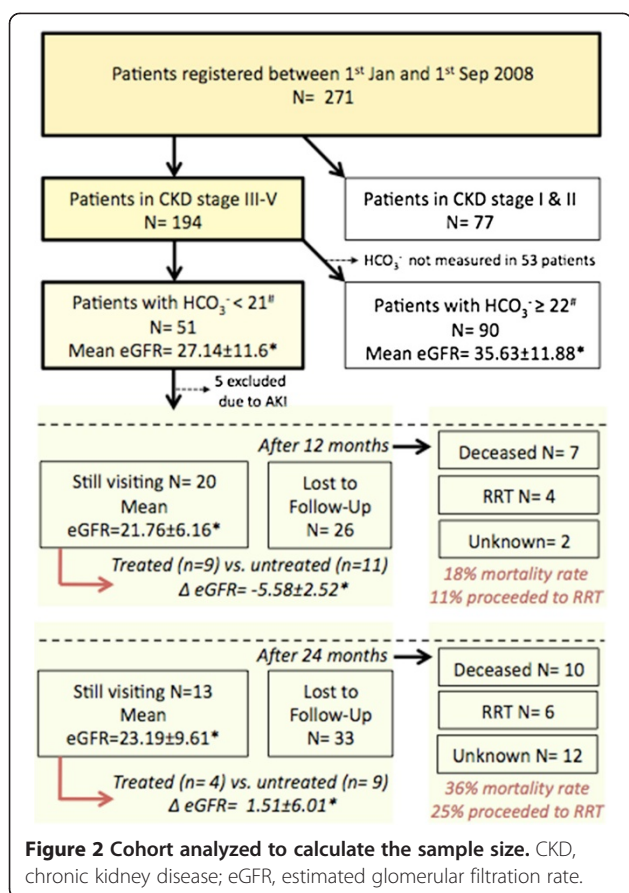 Patients registered between 1st Jan and 1st Sep 2008
N= 271
Patients in CKD stage III-V
N= 194
Patients in CKD stage I & II
N= 77
HCO₃⁻ not measured in 53 patients
Patients with HCO₃⁻ < 21#
N= 51
Mean eGFR= 27.14±11.6*
Patients with HCO₃⁻ ≥ 22#
N= 90
Mean eGFR= 35.63±11.88*
5 excluded
due to AKI
After 12 months
Still visiting N= 20
Mean
eGFR=21.76±6.16*
Lost to
Follow-Up
N= 26
Deceased N= 7
RRT N= 4
Unknown= 2
Treated (n=9) vs. untreated (n=11)
Δ eGFR= -5.58±2.52*
18% mortality rate
11% proceeded to RRT
After 24 months
Still visiting N=13
Mean
eGFR=23.19±9.61*
Lost to
Follow-Up
N= 33
Deceased N= 10
RRT N= 6
Unknown N= 12
Treated (n= 4) vs. untreated (n= 9)
Δ eGFR= 1.51±6.01*
36% mortality rate
25% proceeded to RRT
Figure 2 Cohort analyzed to calculate the sample size. CKD,
chronic kidney disease; eGFR, estimated glomerular filtration rate.